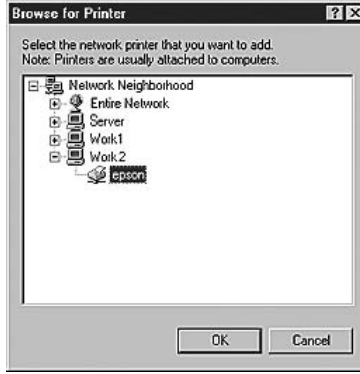 Browse for Printer
Select the network printer that you want to add.
Note: Printers are usually attached to computers.
Network Neighborhood
Entire Network
Server
Work1
Work2
epson
OK Cancel